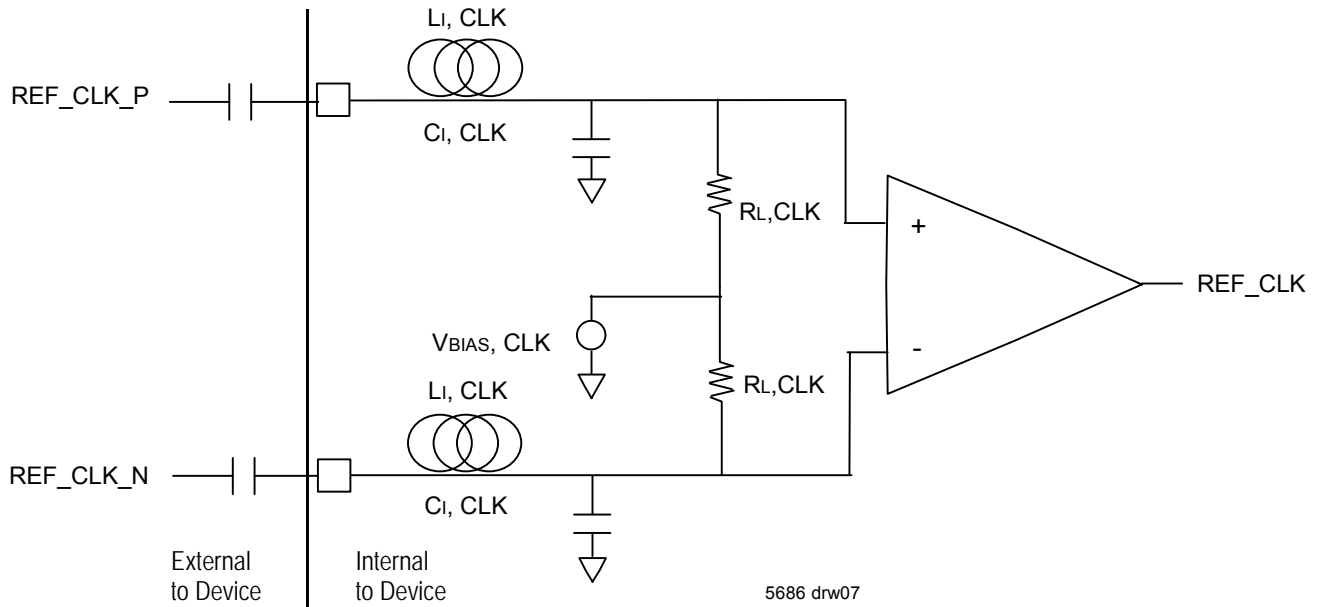 LI, CLK
REF_CLK_P
CI, CLK
RL,CLK
+
REF_CLK
VBIAS, CLK
-
LI, CLK
RL,CLK
REF_CLK_N
CI, CLK
External
to Device
Internal
to Device
5686 drw07